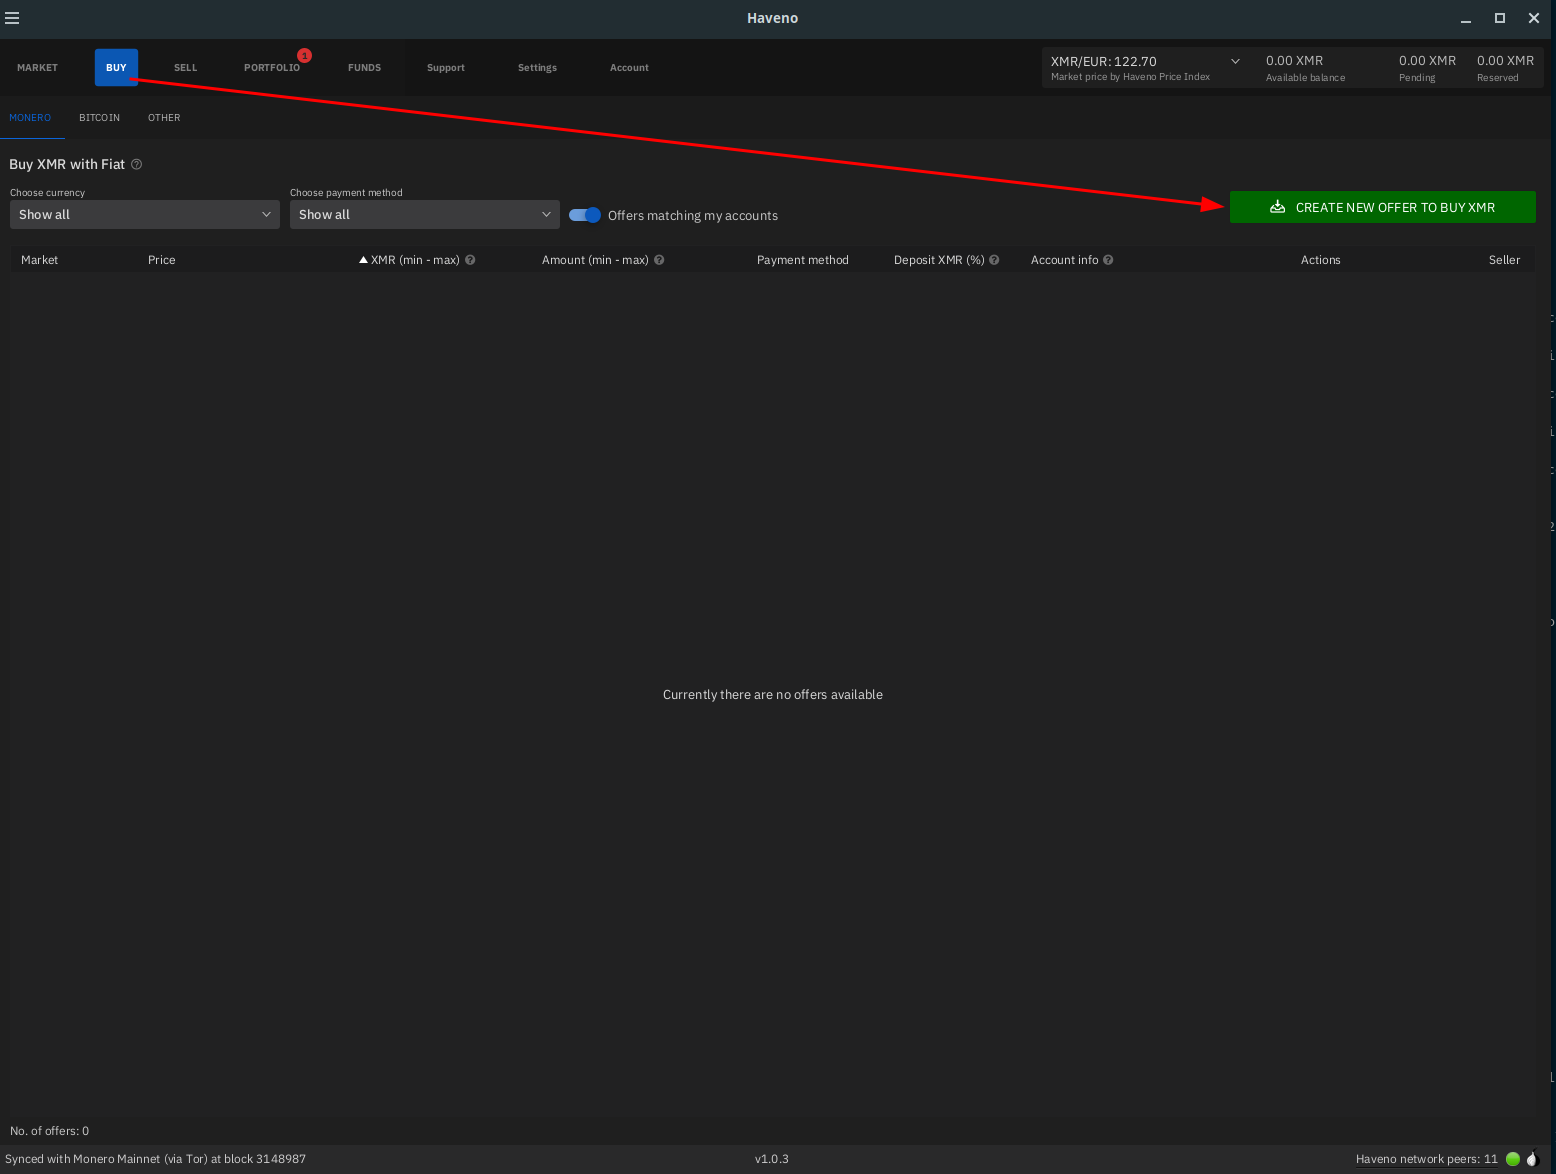 Haveno
MARKET BUY SELL PORTFOLIO 1 FUNDS Support Settings Account
XMR/EUR: 122.70 0.00 XMR 0.00 XMR 0.00 XMR
Market price by Haveno Price Index Available balance Pending Reserved
MONERO BITCOIN OTHER
Buy XMR with Fiat
Choose currency Choose payment method
Show all Show all Offers matching my accounts
CREATE NEW OFFER TO BUY XMR
Market Price XMR (min - max) Amount (min - max) Payment method Deposit XMR (%) Account info Actions Seller
Currently there are no offers available
No. of offers: 0
Synced with Monero Mainnet (via Tor) at block 3148987 v1.0.3 Haveno network peers: 11